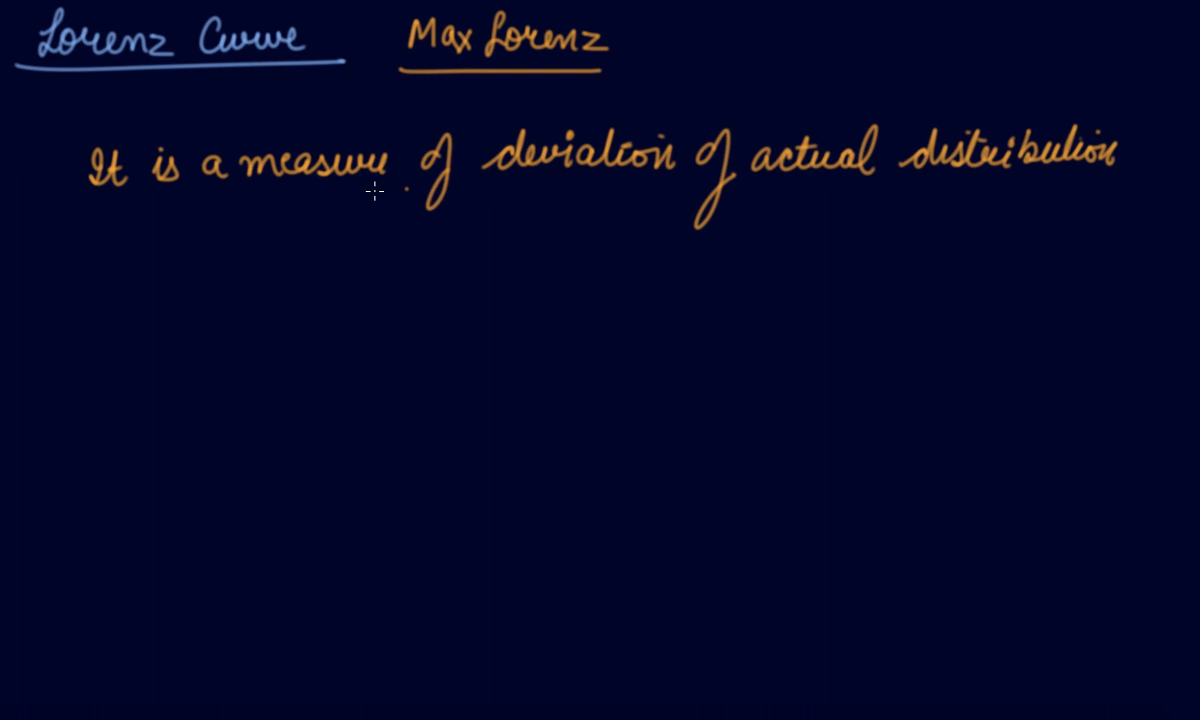 Lorenz Curve Max Lorenz
It is a measure of deviation of actual distribution